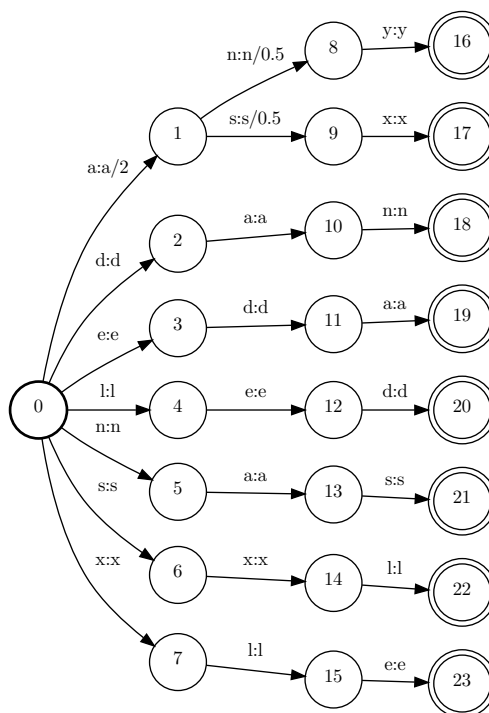 y:y
16
n:n/0.5
8
s:s/0.5
x:x
1
9
17
a:a/2
a:a
n:n
2
10
18
d:d
e:e
d:d
a:a
3
11
19
l:l
e:e
d:d
0
4
12
20
n:n
s:s
a:a
s:s
5
13
21
x:x
x:x
l:l
6
14
22
l:l
e:e
7
15
23